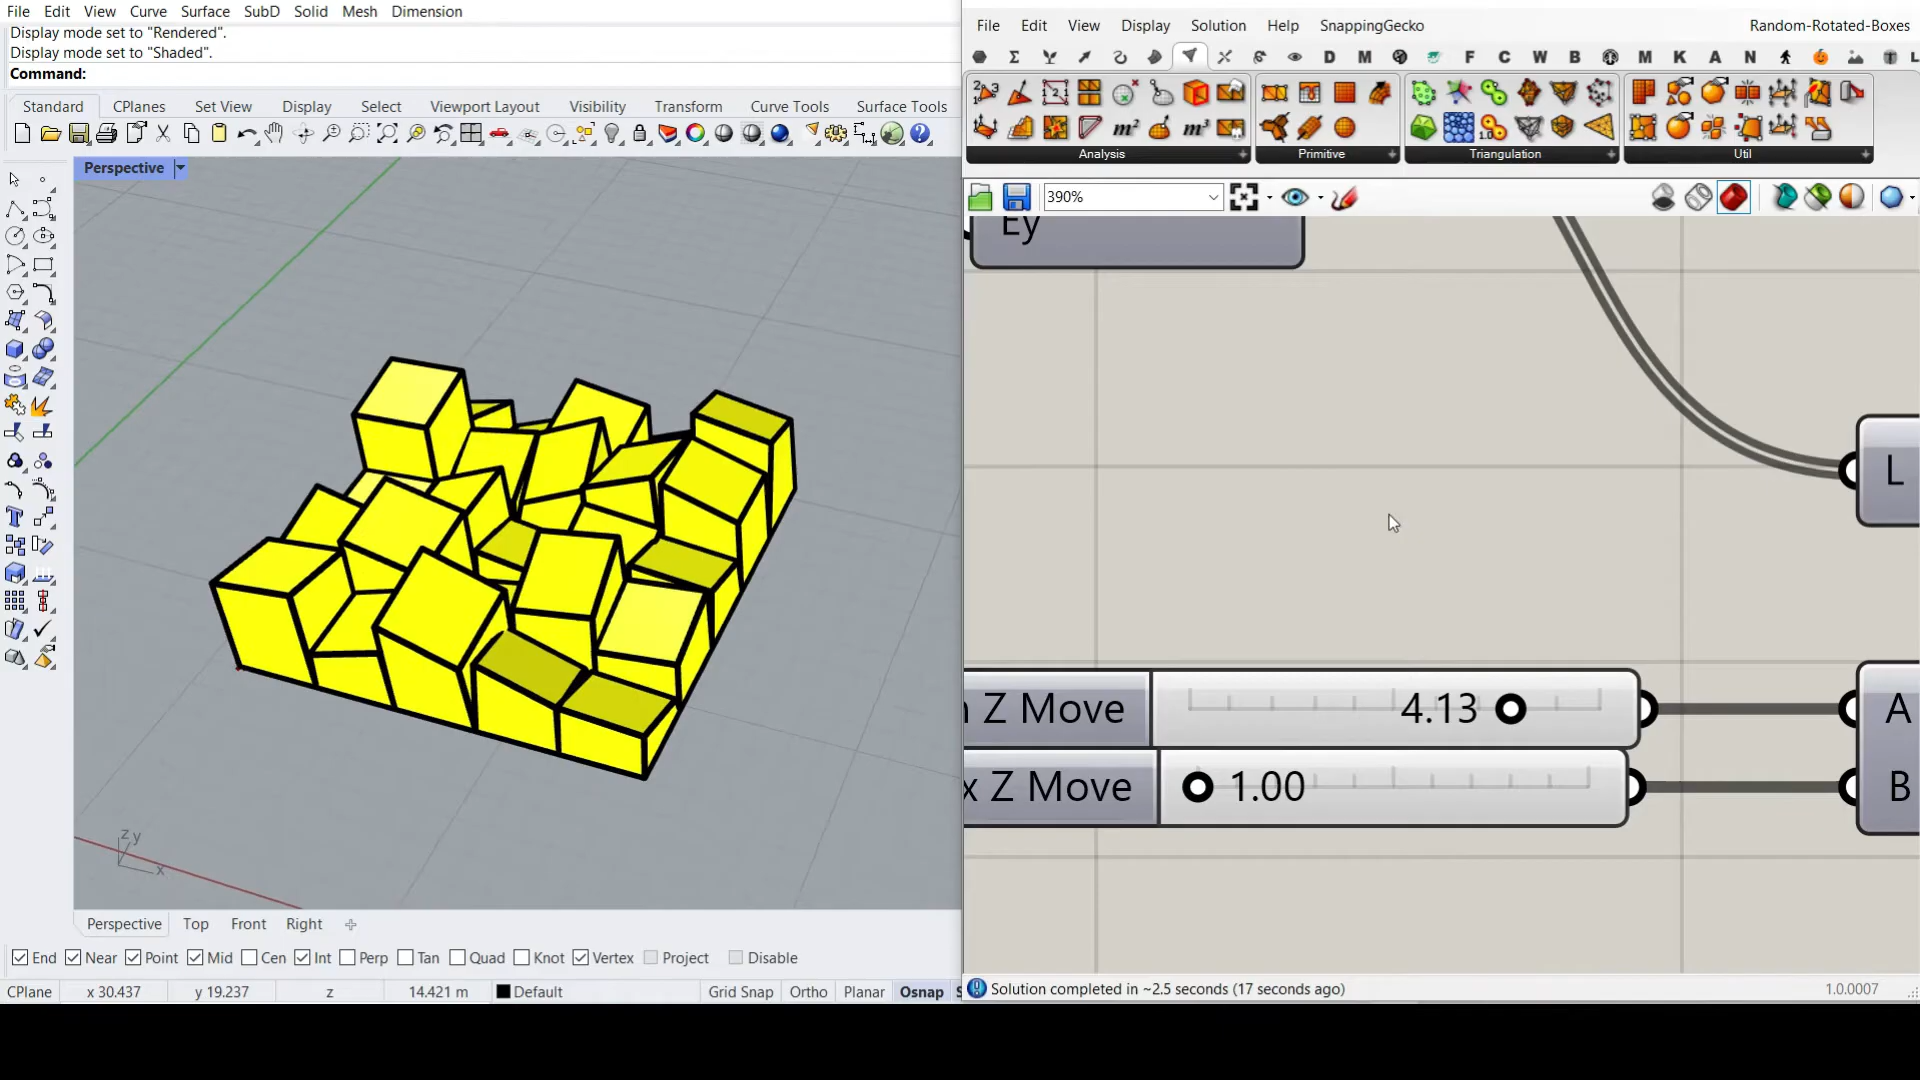 File Edit View Curve Surface SubD Solid Mesh Dimension
Display mode set to "Rendered".
Display mode set to "Shaded".
Command:
Standard CPlanes Set View Display Select Viewport Layout Visibility Transform Curve Tools Surface Tools
Perspective
z y
x
Perspective Top Front Right
End Near Point Mid Cen Int Perp Tan Quad Knot Vertex Project Disable
CPlane x 30.437 y 19.237 z 14.421 m Default Grid Snap Ortho Planar Osnap
File Edit View Display Solution Help SnappingGecko Random-Rotated-Boxes
D M F C W B M K A N
m² m³
Analysis Primitive Triangulation Util
390%
Ey
L
Z Move 4.13 A
x Z Move 1.00 B
Solution completed in ~2.5 seconds (17 seconds ago) 1.0.0007